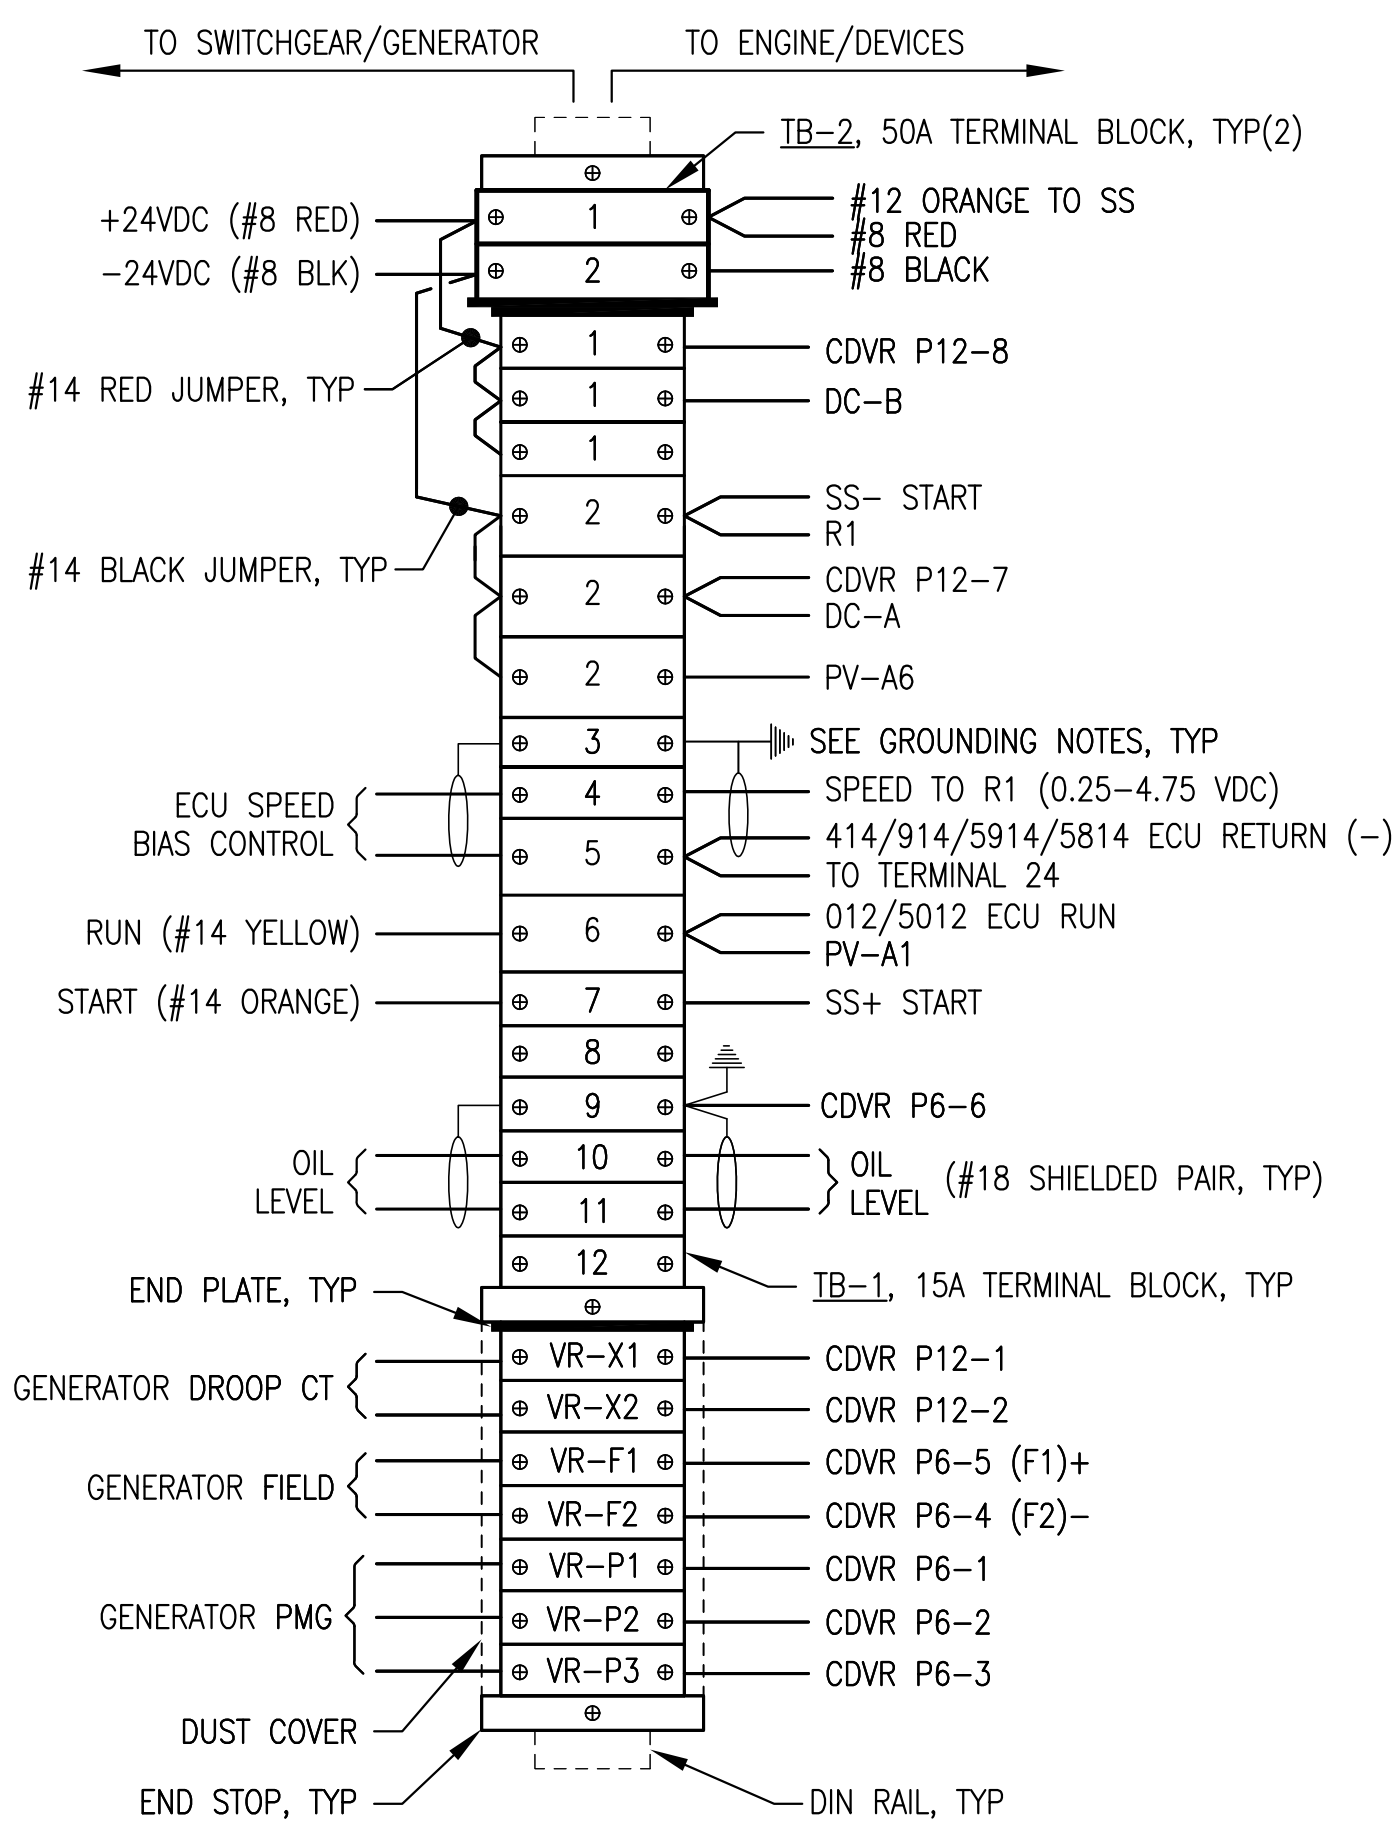 TO SWITCHGEAR/GENERATOR
TO ENGINE/DEVICES
TB-2, 50A TERMINAL BLOCK, TYP(2)
+24VDC (#8 RED)
1
#12 ORANGE TO SS
#8 RED
-24VDC (#8 BLK)
2
#8 BLACK
1
CDVR P12-8
#14 RED JUMPER, TYP
1
DC-B
1
2
SS- START
R1
#14 BLACK JUMPER, TYP
2
CDVR P12-7
DC-A
2
PV-A6
3
SEE GROUNDING NOTES, TYP
ECU SPEED
BIAS CONTROL
4
SPEED TO R1 (0.25-4.75 VDC)
5
414/914/5914/5814 ECU RETURN (-)
TO TERMINAL 24
RUN (#14 YELLOW)
6
012/5012 ECU RUN
PV-A1
START (#14 ORANGE)
7
SS+ START
8
9
CDVR P6-6
OIL
LEVEL
10
11
OIL
LEVEL
(#18 SHIELDED PAIR, TYP)
12
TB-1, 15A TERMINAL BLOCK, TYP
END PLATE, TYP
GENERATOR DROOP CT
VR-X1
CDVR P12-1
VR-X2
CDVR P12-2
GENERATOR FIELD
VR-F1
CDVR P6-5 (F1)+
VR-F2
CDVR P6-4 (F2)-
GENERATOR PMG
VR-P1
CDVR P6-1
VR-P2
CDVR P6-2
VR-P3
CDVR P6-3
DUST COVER
END STOP, TYP
DIN RAIL, TYP